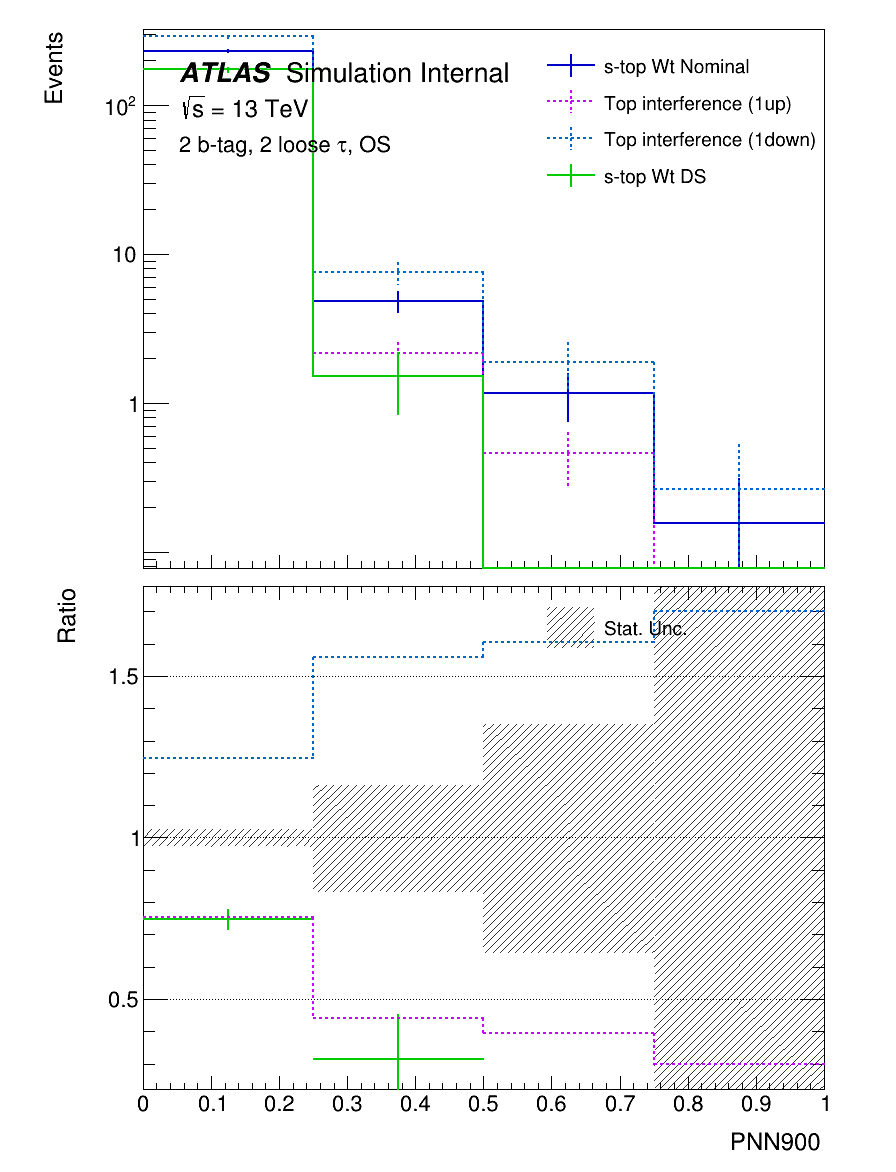 Events
10²
10
1
ATLAS Simulation Internal
√s = 13 TeV
2 b-tag, 2 loose τ, OS
s-top Wt Nominal
Top interference (1up)
Top interference (1down)
s-top Wt DS
Ratio
1.5
1
0.5
Stat. Unc.
0 0.1 0.2 0.3 0.4 0.5 0.6 0.7 0.8 0.9 1
PNN900